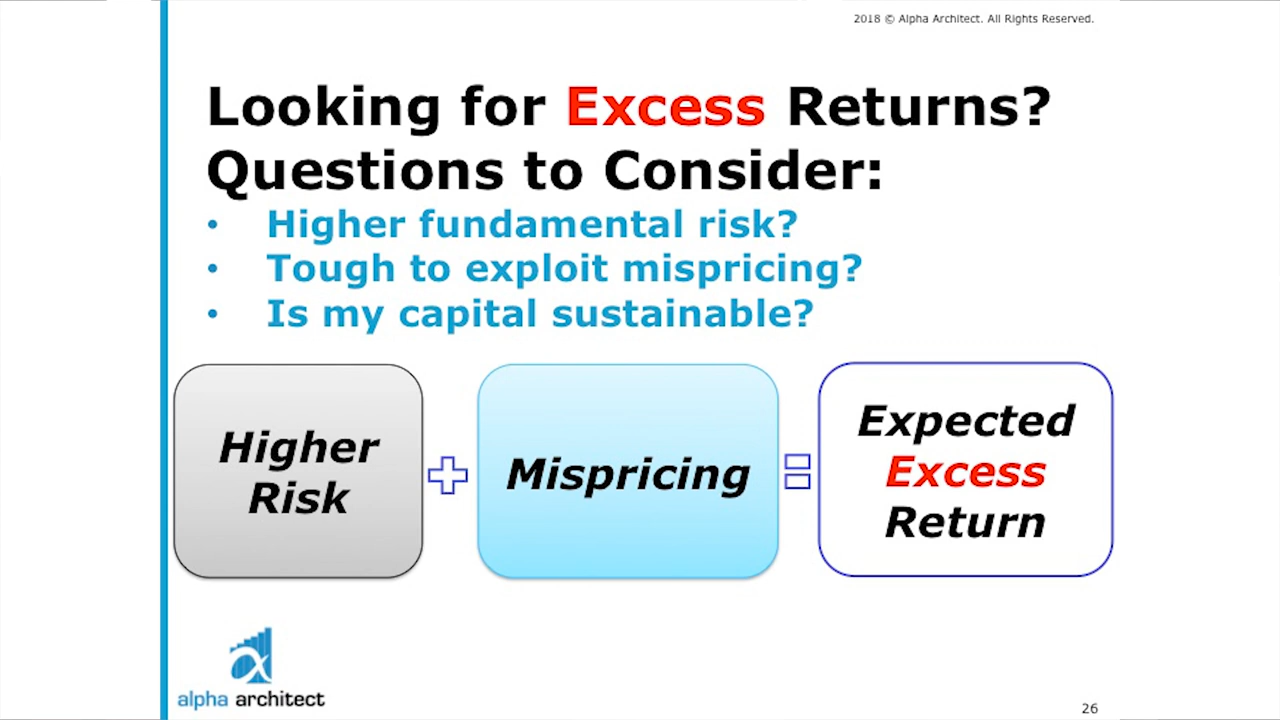 2018 © Alpha Architect. All Rights Reserved.
Looking for Excess Returns?
Questions to Consider:
• Higher fundamental risk?
• Tough to exploit mispricing?
• Is my capital sustainable?
Higher
Risk
Mispricing
Expected
Excess
Return
alpha architect
26